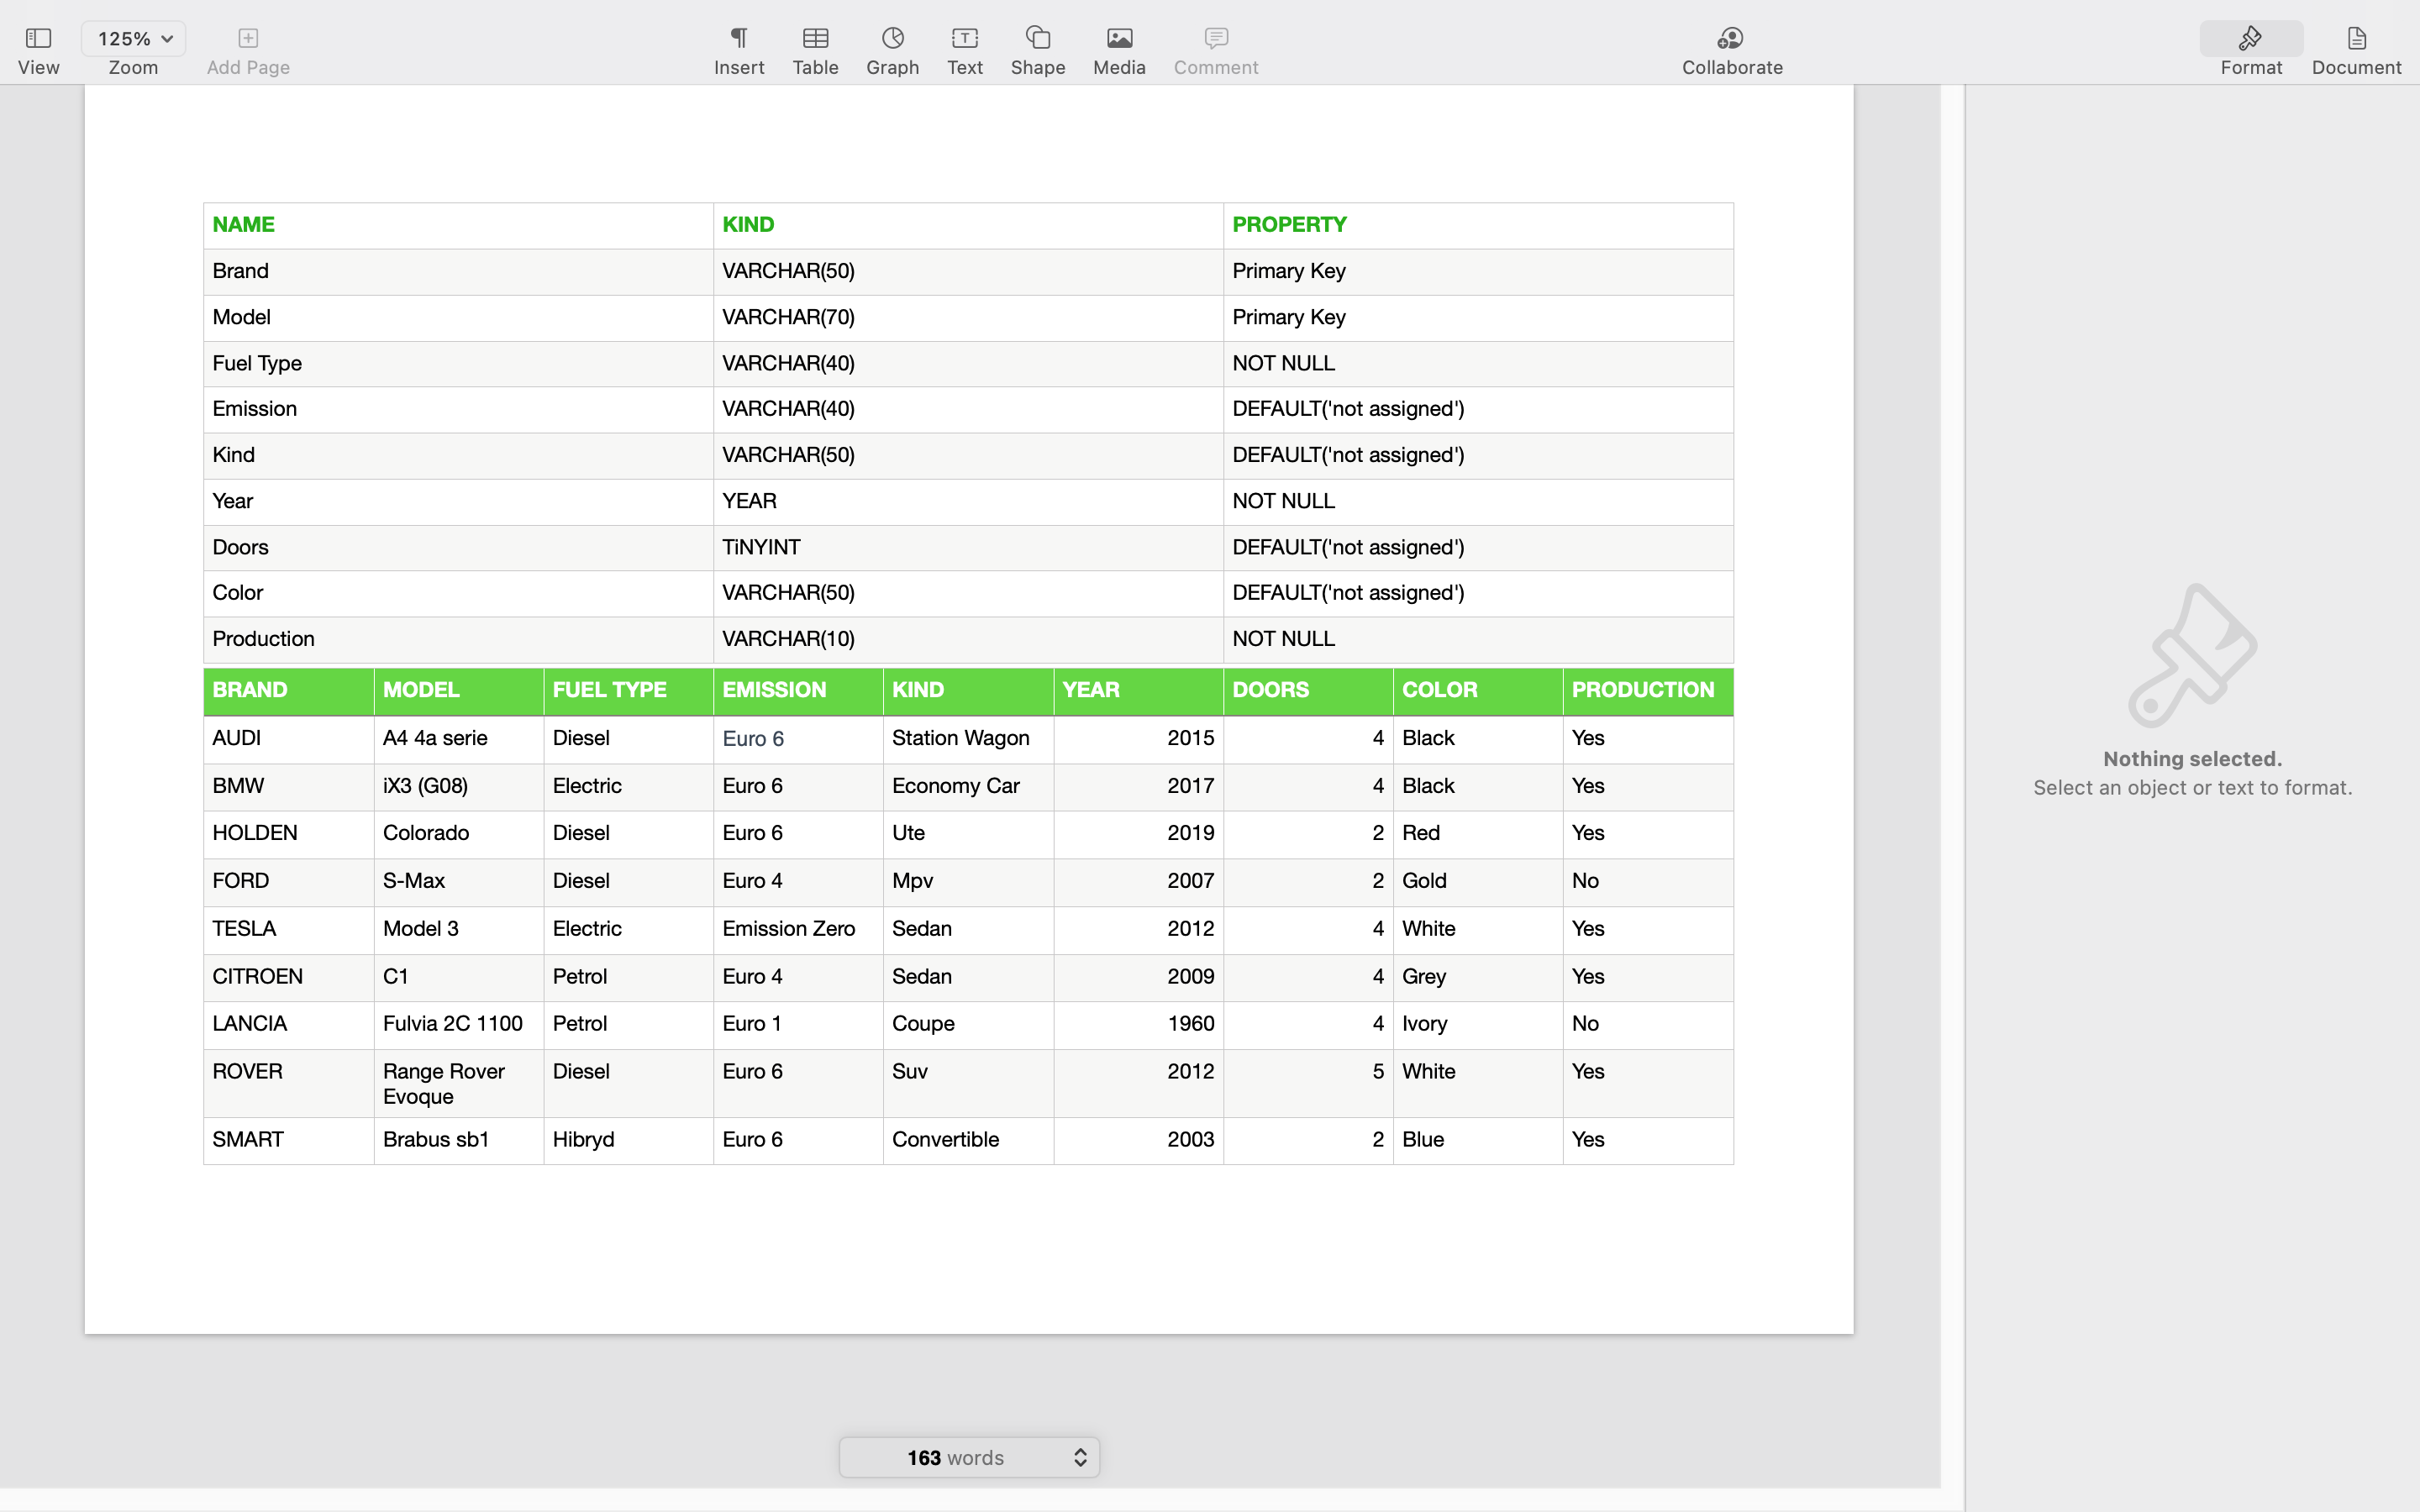 125%
View Zoom Add Page Insert Table Graph Text Shape Media Comment Collaborate Format Document
NAME KIND PROPERTY
Brand VARCHAR(50) Primary Key
Model VARCHAR(70) Primary Key
Fuel Type VARCHAR(40) NOT NULL
Emission VARCHAR(40) DEFAULT('not assigned')
Kind VARCHAR(50) DEFAULT('not assigned')
Year YEAR NOT NULL
Doors TiNYINT DEFAULT('not assigned')
Color VARCHAR(50) DEFAULT('not assigned')
Production VARCHAR(10) NOT NULL
BRAND MODEL FUEL TYPE EMISSION KIND YEAR DOORS COLOR PRODUCTION
AUDI A4 4a serie Diesel Euro 6 Station Wagon 2015 4 Black Yes
BMW iX3 (G08) Electric Euro 6 Economy Car 2017 4 Black Yes
HOLDEN Colorado Diesel Euro 6 Ute 2019 2 Red Yes
FORD S-Max Diesel Euro 4 Mpv 2007 2 Gold No
TESLA Model 3 Electric Emission Zero Sedan 2012 4 White Yes
CITROEN C1 Petrol Euro 4 Sedan 2009 4 Grey Yes
LANCIA Fulvia 2C 1100 Petrol Euro 1 Coupe 1960 4 Ivory No
ROVER Range Rover Diesel Euro 6 Suv 2012 5 White Yes
Evoque
SMART Brabus sb1 Hibryd Euro 6 Convertible 2003 2 Blue Yes
163 words
Nothing selected.
Select an object or text to format.